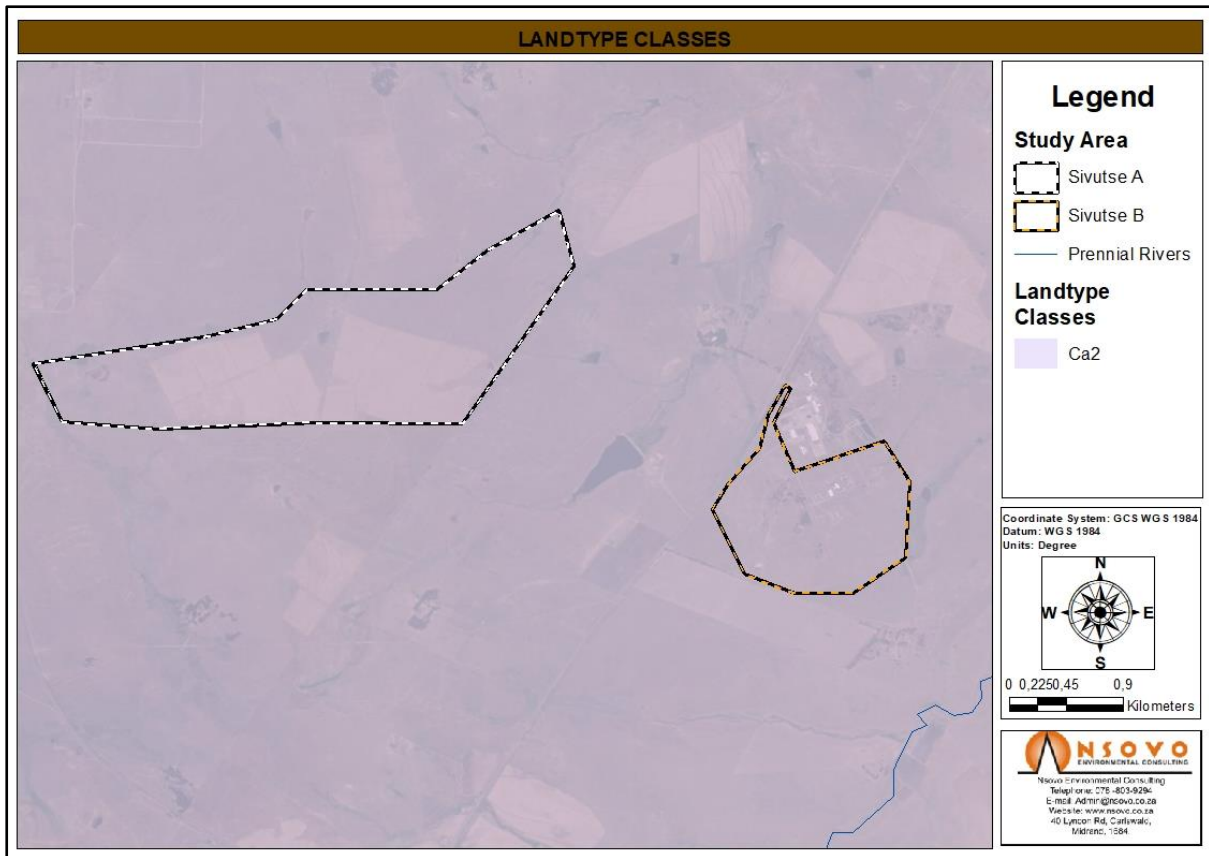 LANDTYPE CLASSES
Legend
Study Area
Sivutse A
Sivutse B
Prennial Rivers
Landtype
Classes
Ca2
Coordinate System: GCS WGS 1984
Datum: WGS 1984
Units: Degree
N
W E
S
0 0,2250,45 0,9
Kilometers
NSOVO
ENVIRONMENTAL CONSULTING
Nsovo Environmental Consulting
Telephone: 076 -803-9294
E-mail: Admin@nsovo.co.za
Website: www.nsovo.co.za
40 Lyncon Rd, Carlswald,
Midrand, 1684.